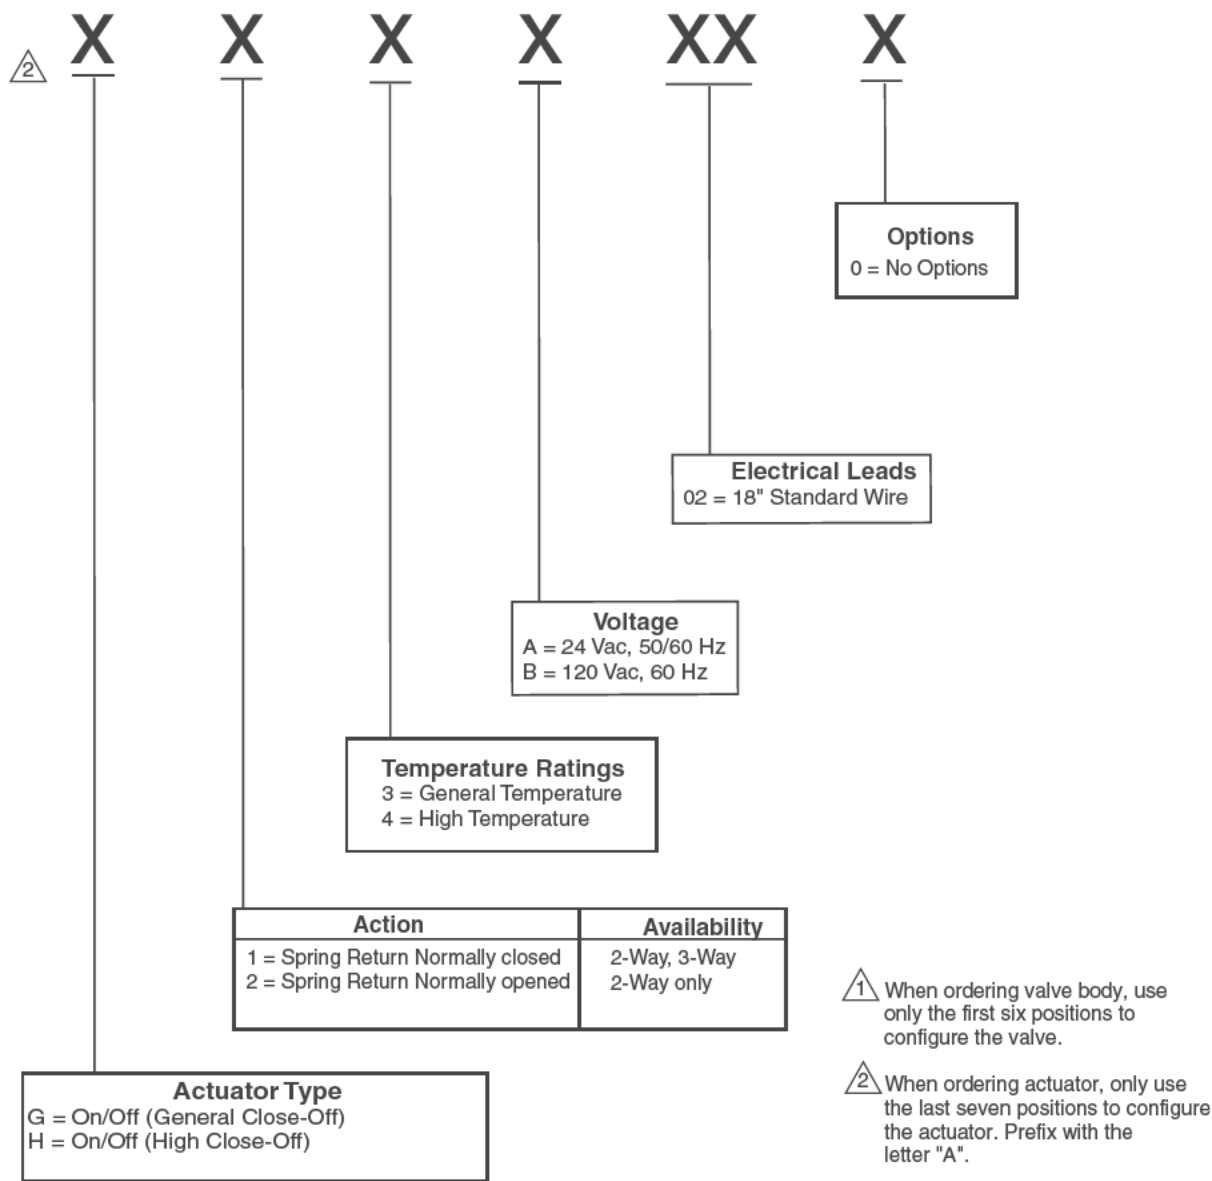 X X X X XX X
2
Options
0 = No Options
Electrical Leads
02 = 18" Standard Wire
Voltage
A = 24 Vac, 50/60 Hz
B = 120 Vac, 60 Hz
Temperature Ratings
3 = General Temperature
4 = High Temperature
Action Availability
1 = Spring Return Normally closed 2-Way, 3-Way
2 = Spring Return Normally opened 2-Way only
1 When ordering valve body, use
only the first six positions to
configure the valve.
Actuator Type
G = On/Off (General Close-Off)
H = On/Off (High Close-Off)
2 When ordering actuator, only use
the last seven positions to configure
the actuator. Prefix with the
letter "A".